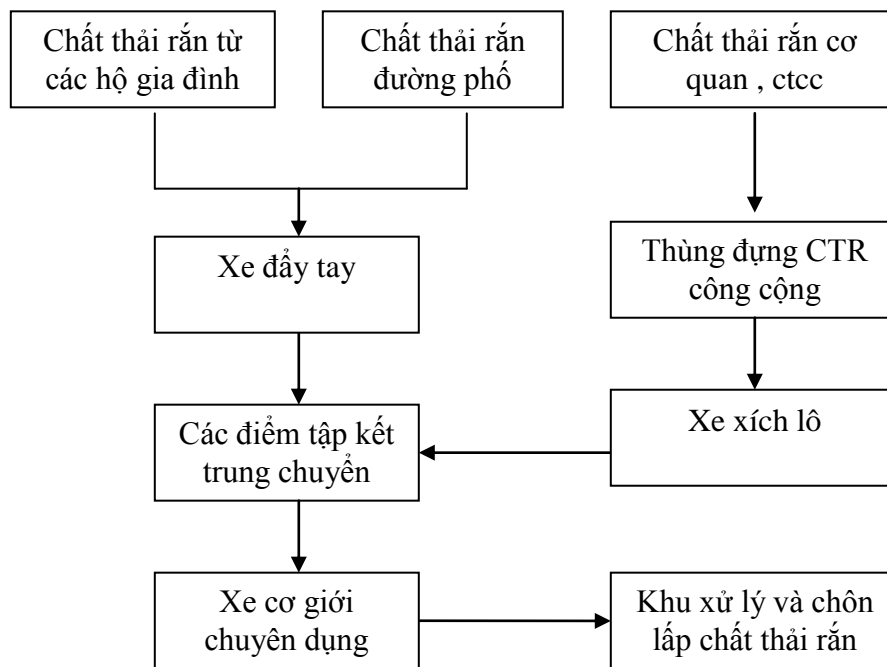 Chất thải rắn từ
các hộ gia đình
Chất thải rắn
đường phố
Chất thải rắn cơ
quan , ctcc
Xe đẩy tay
Thùng đựng CTR
công cộng
Các điểm tập kết
trung chuyển
Xe xích lô
Xe cơ giới
chuyên dụng
Khu xử lý và chôn
lấp chất thải rắn